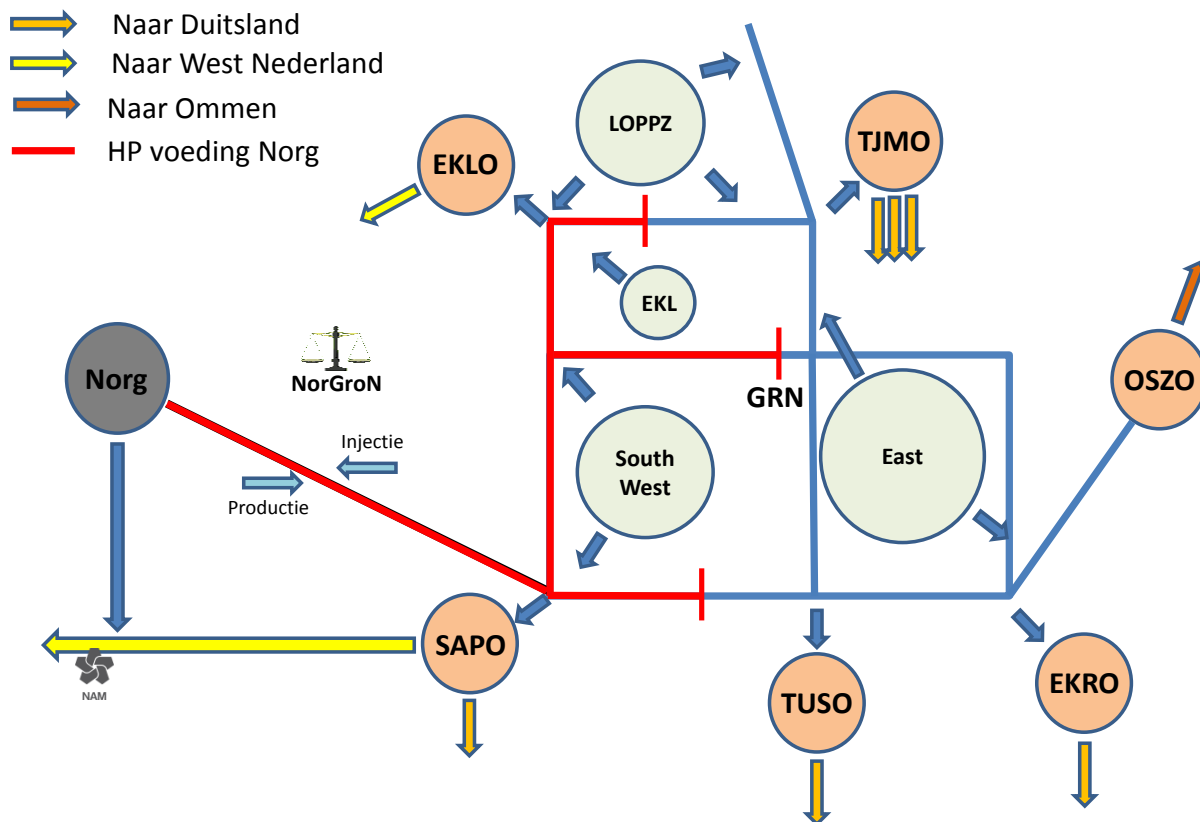 Naar Duitsland
Naar West Nederland
Naar Ommen
HP voeding Norg
LOPPZ
EKLO
TJMO
EKL
Norg
NorGroN
GRN
OSZO
Injectie
Productie
South
West
East
SAPO
NAM
TUSO
EKRO